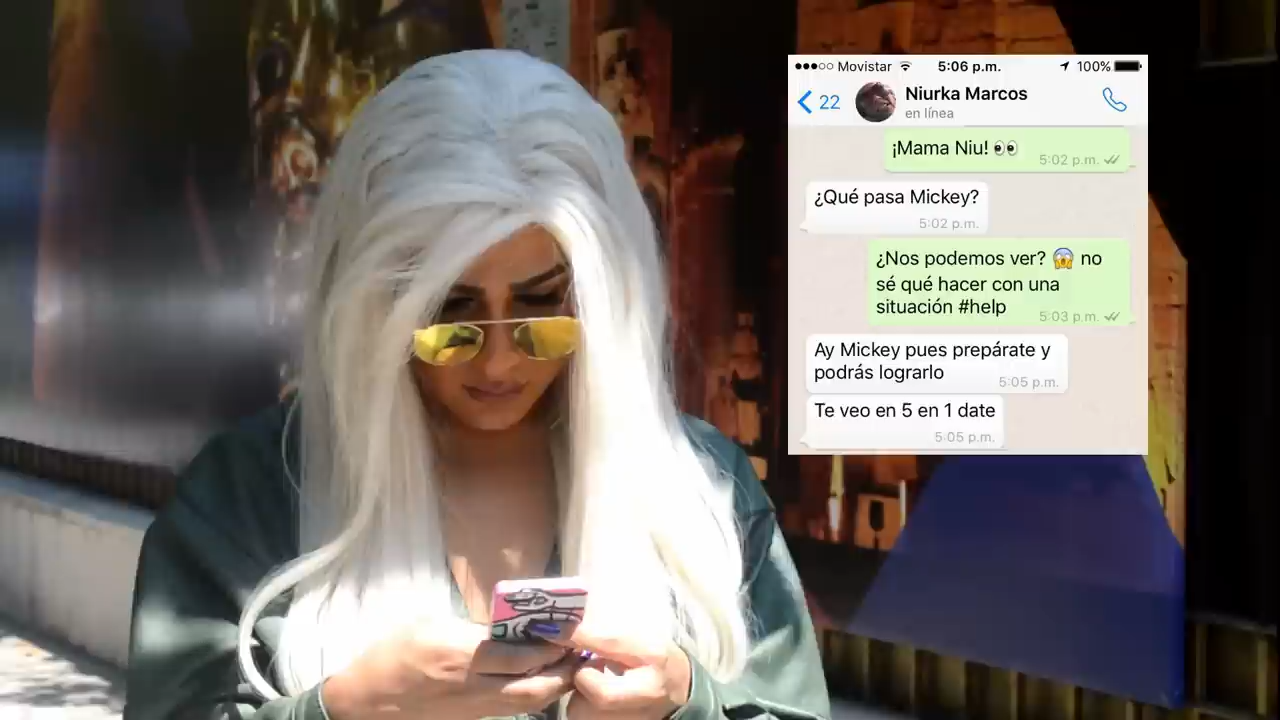 Movistar 5:06 p.m. 100%
22 Niurka Marcos
en línea
¡Mama Niu! 👀
5:02 p.m.
¿Qué pasa Mickey?
5:02 p.m.
¿Nos podemos ver? 😱 no
sé qué hacer con una
situación #help
5:03 p.m.
Ay Mickey pues prepárate y
podrás lograrlo
5:05 p.m.
Te veo en 5 en 1 date
5:05 p.m.